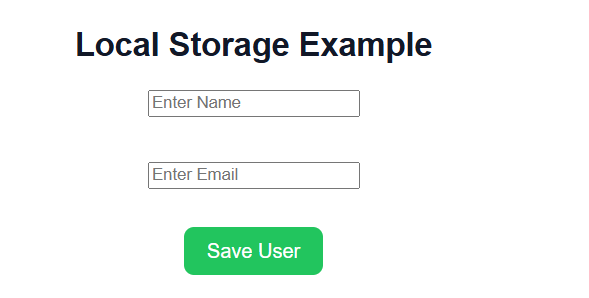 Local Storage Example
Enter Name
Enter Email
Save User